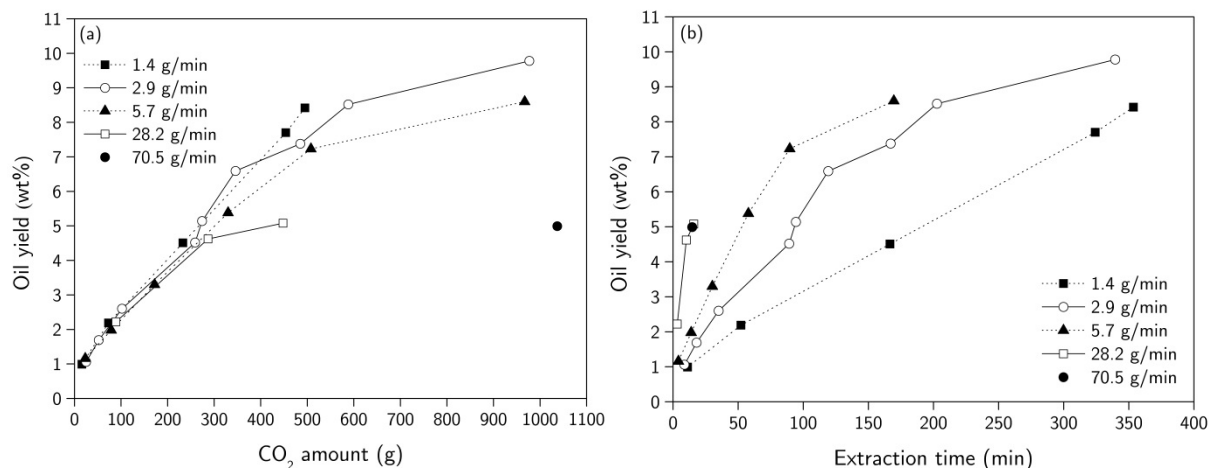 (a)
1.4 g/min
2.9 g/min
5.7 g/min
28.2 g/min
70.5 g/min
11
10
9
8
7
6
5
4
3
2
1
0
Oil yield (wt%)
0 100 200 300 400 500 600 700 800 900 1000 1100
CO₂ amount (g)
(b)
11
10
9
8
7
6
5
4
3
2
1
0
Oil yield (wt%)
1.4 g/min
2.9 g/min
5.7 g/min
28.2 g/min
70.5 g/min
0 50 100 150 200 250 300 350 400
Extraction time (min)